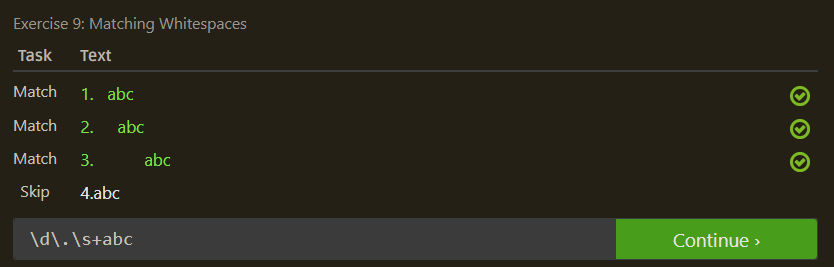 Exercise 9: Matching Whitespaces
Task Text
Match 1.   abc
Match 2.     abc
Match 3.           abc
Skip 4.abc
\d\.\s+abc Continue ›